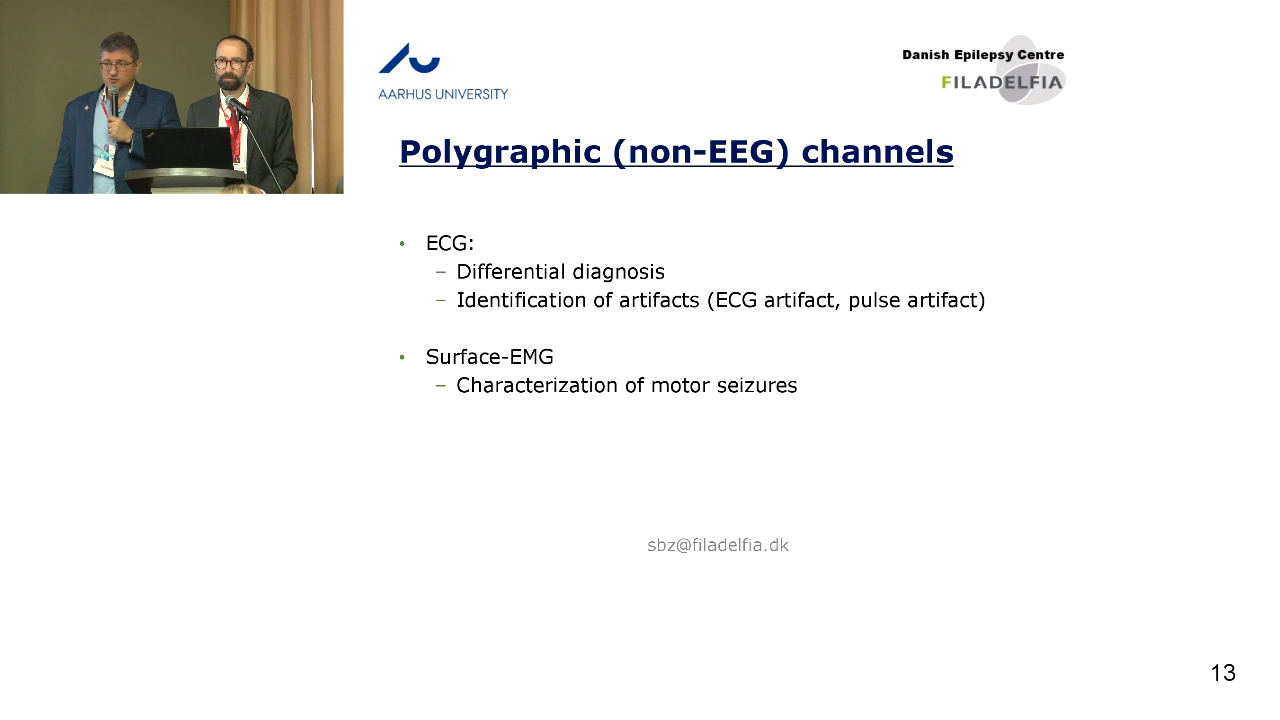 AARHUS UNIVERSITY
Danish Epilepsy Centre
FILADELFIA
Polygraphic (non-EEG) channels
• ECG:
– Differential diagnosis
– Identification of artifacts (ECG artifact, pulse artifact)
• Surface-EMG
– Characterization of motor seizures
sbz@filadelfia.dk
13